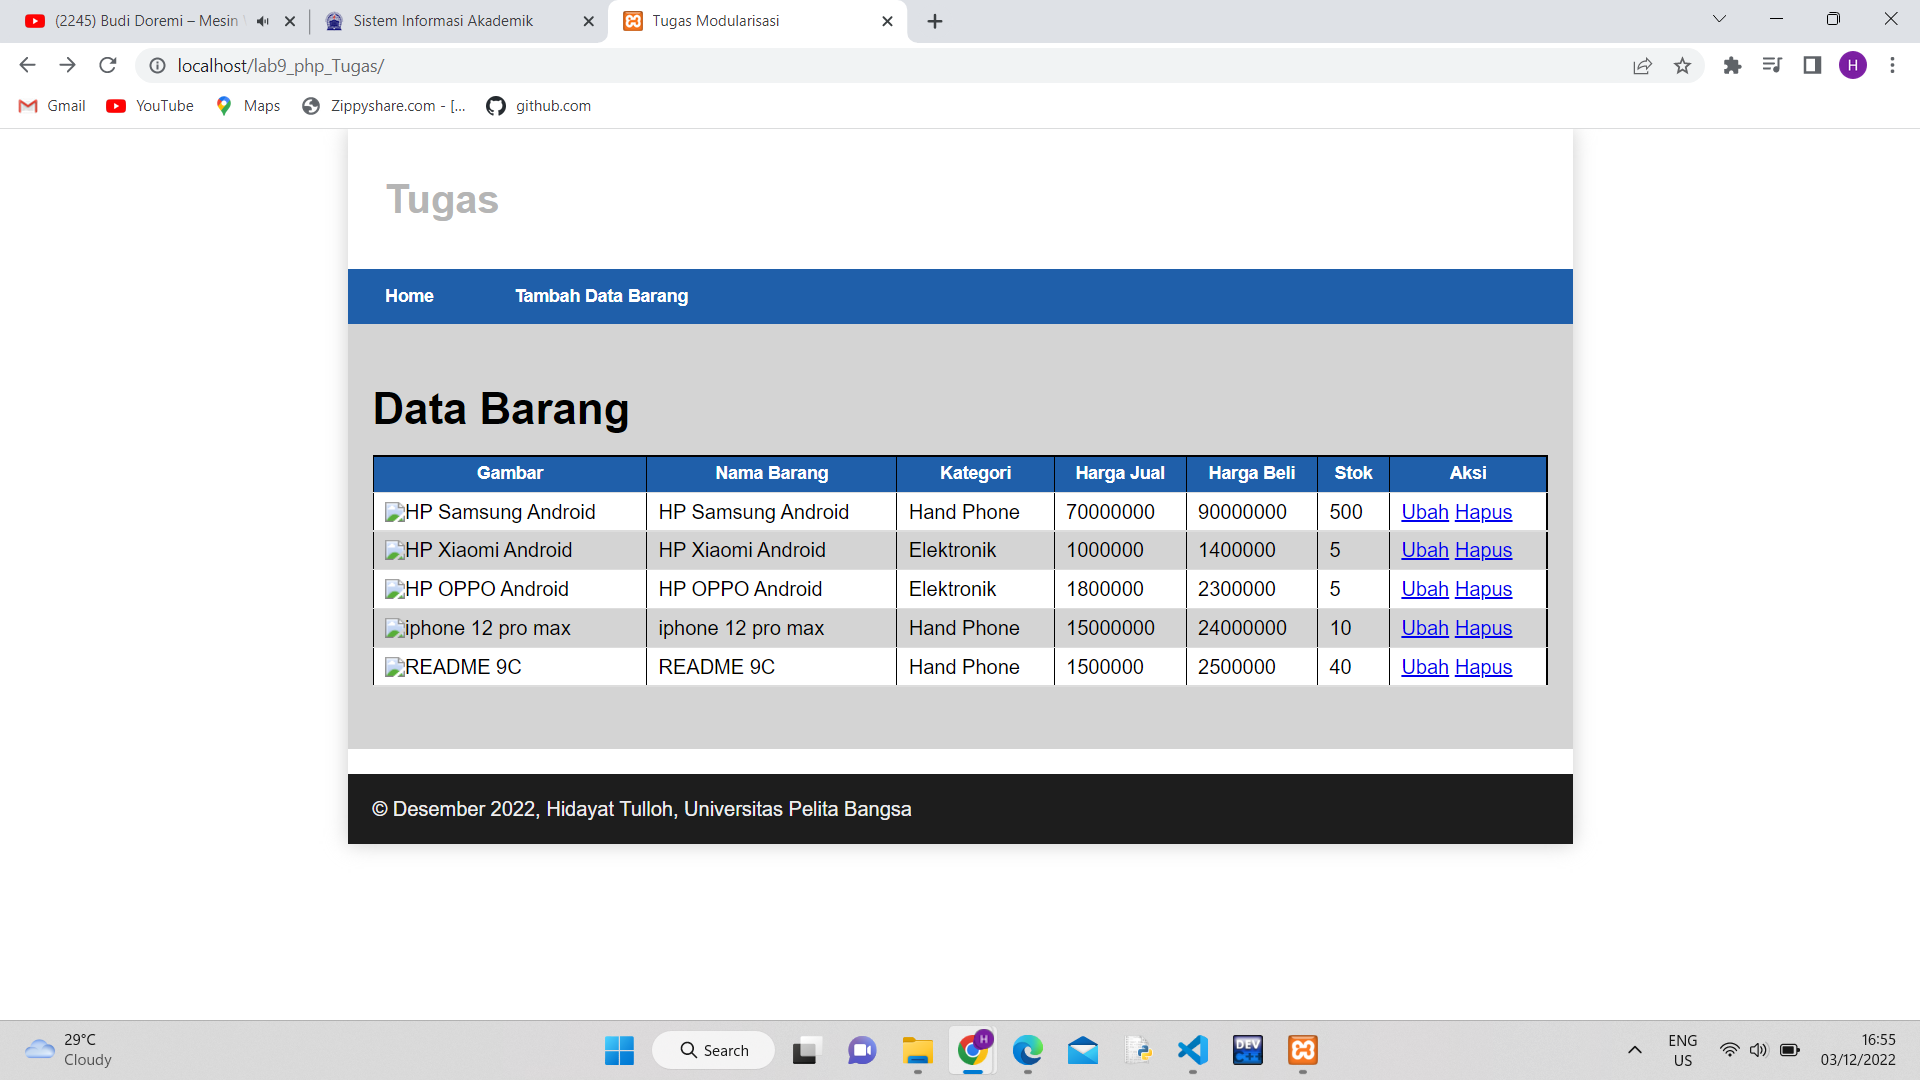 (2245) Budi Doremi – Mesin
Sistem Informasi Akademik
Tugas Modularisasi
localhost/lab9_php_Tugas/
H
Gmail
YouTube
Maps
Zippyshare.com - [...
github.com
Tugas
Home Tambah Data Barang
Data Barang
Gambar Nama Barang Kategori Harga Jual Harga Beli Stok Aksi
HP Samsung Android HP Samsung Android Hand Phone 70000000 90000000 500 Ubah Hapus
HP Xiaomi Android HP Xiaomi Android Elektronik 1000000 1400000 5 Ubah Hapus
HP OPPO Android HP OPPO Android Elektronik 1800000 2300000 5 Ubah Hapus
iphone 12 pro max iphone 12 pro max Hand Phone 15000000 24000000 10 Ubah Hapus
README 9C README 9C Hand Phone 1500000 2500000 40 Ubah Hapus
© Desember 2022, Hidayat Tulloh, Universitas Pelita Bangsa
29°C
Cloudy
Search
H
DEV
C++
ENG
US
16:55
03/12/2022